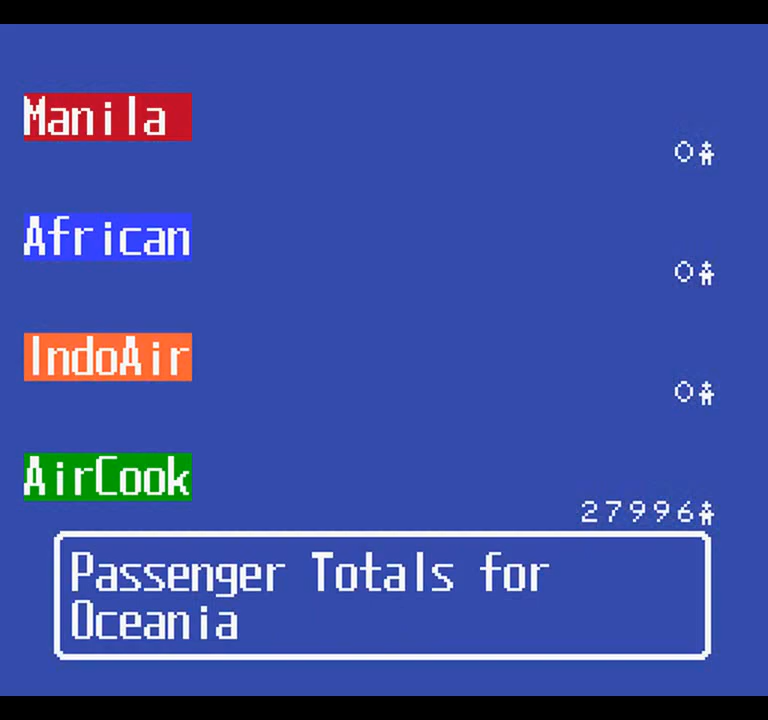 Manila
0
African
0
IndoAir
0
AirCook
27996
Passenger Totals for
Oceania